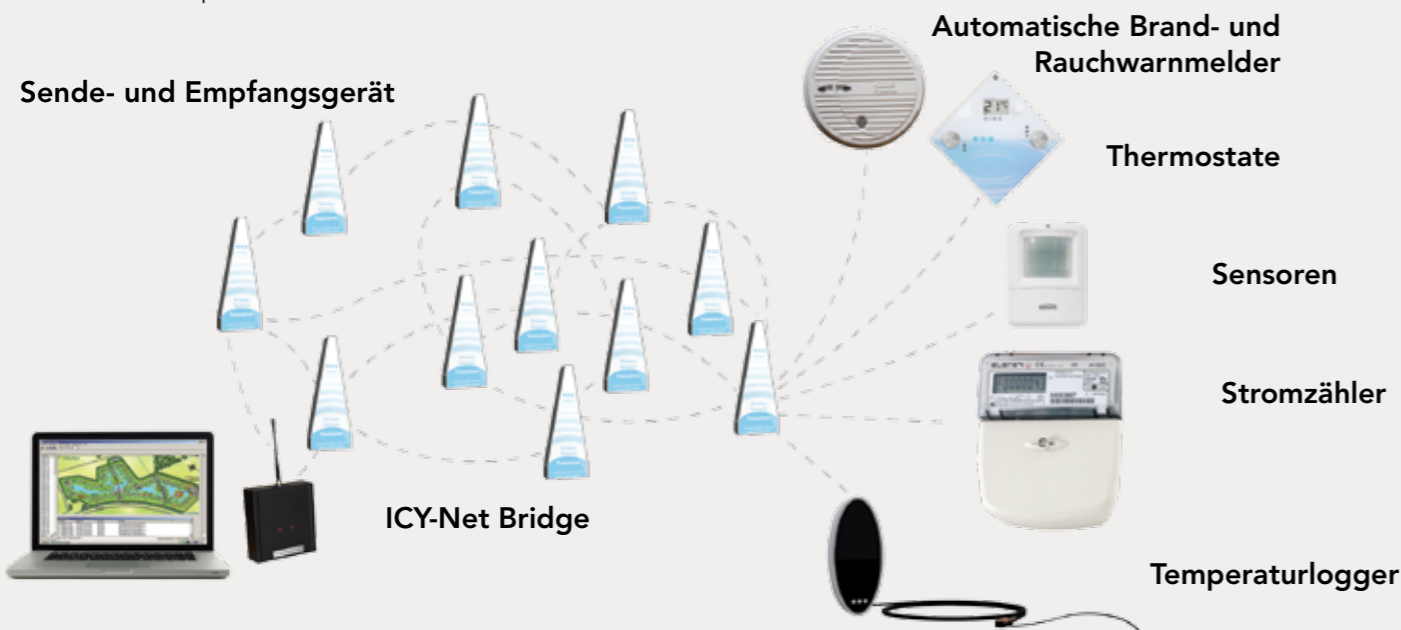 Automatische Brand- und
Rauchwarnmelder
Sende- und Empfangsgerät
Thermostate
Sensoren
Stromzähler
ICY-Net Bridge
Temperaturlogger